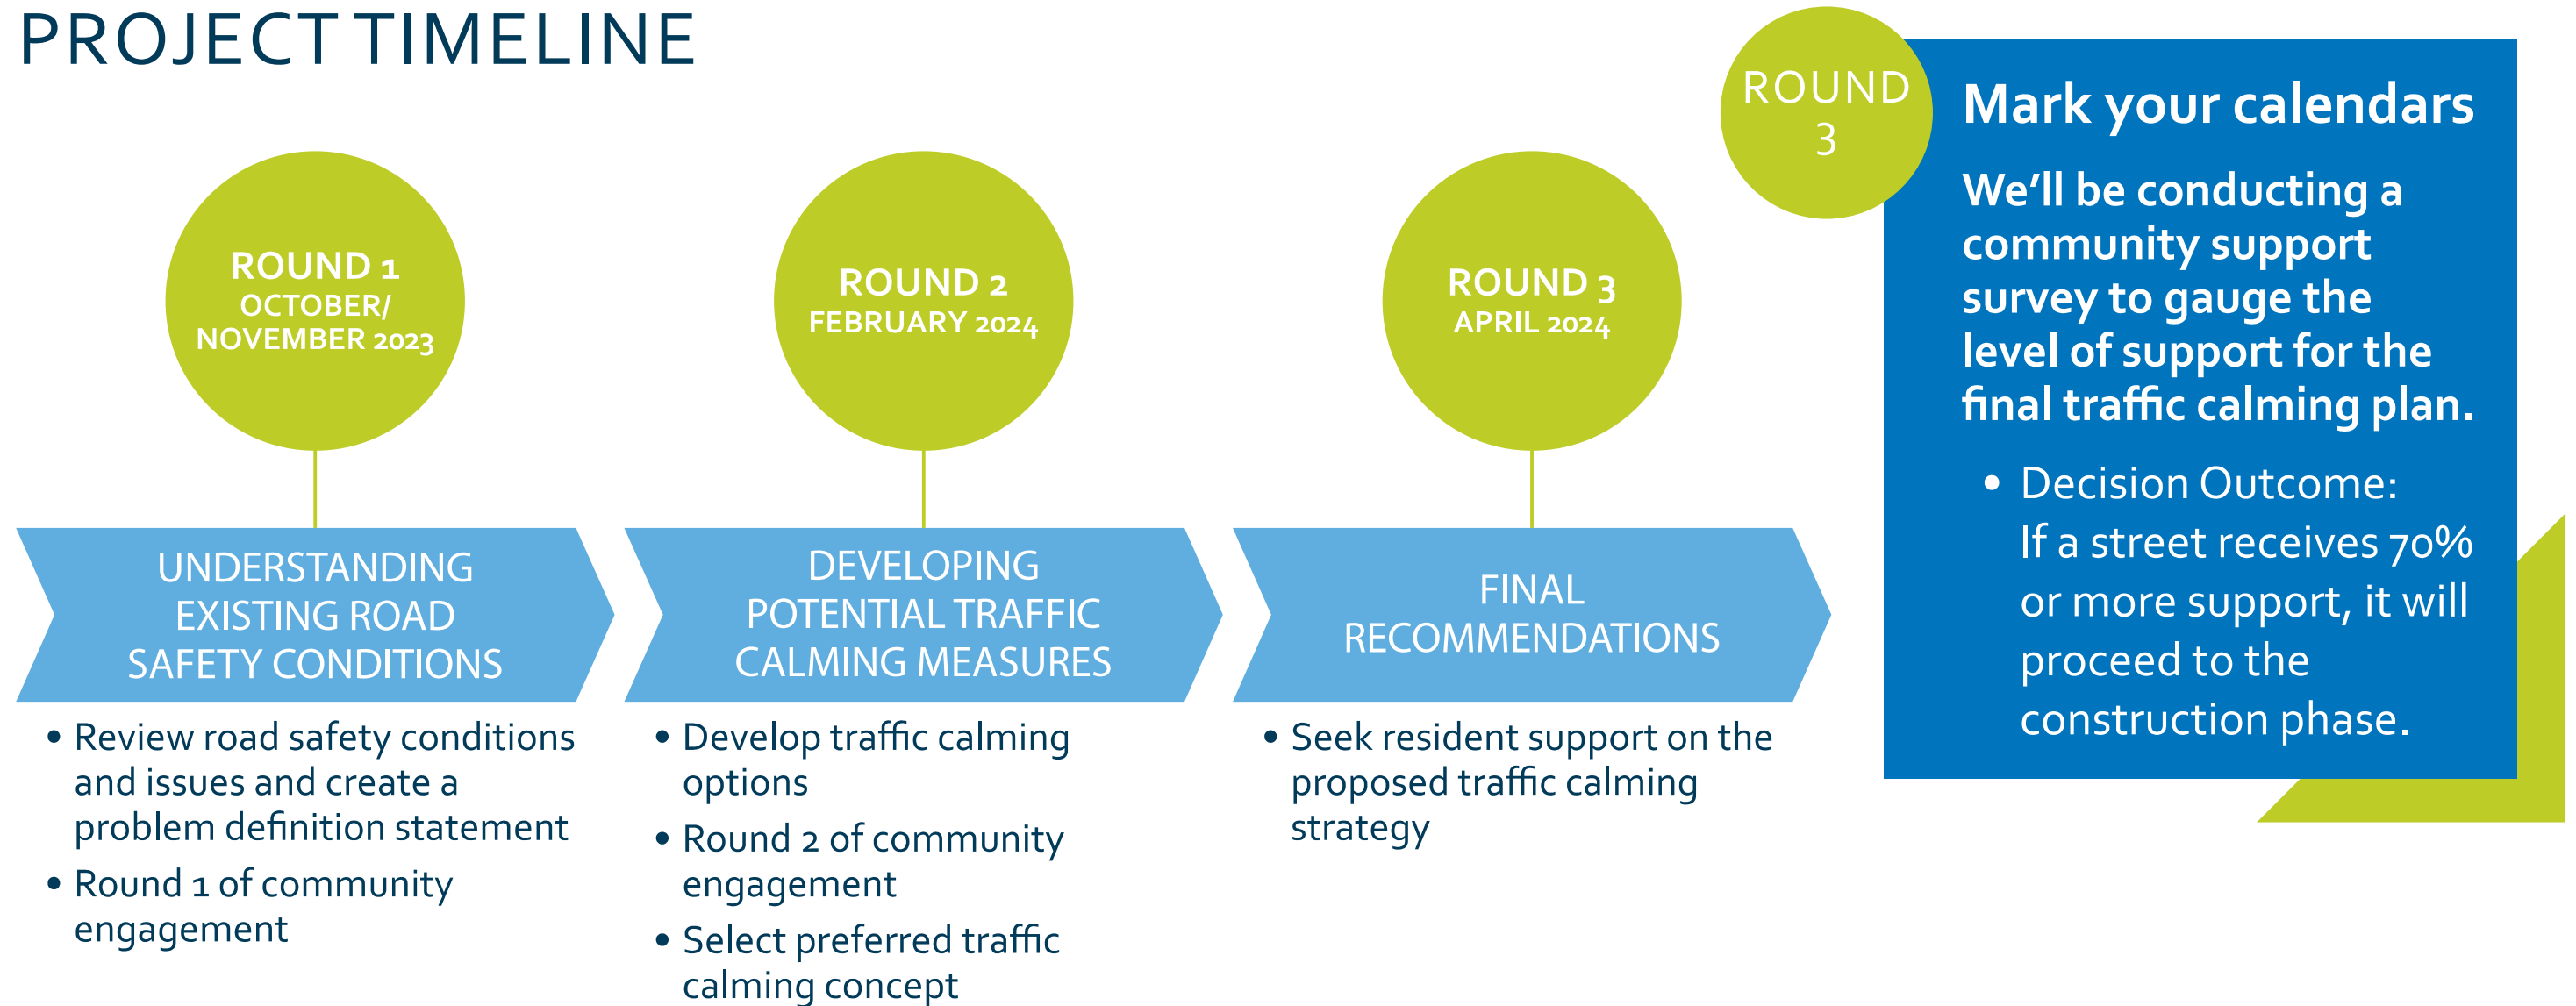 PROJECT TIMELINE
ROUND 1
OCTOBER/
NOVEMBER 2023
UNDERSTANDING
EXISTING ROAD
SAFETY CONDITIONS
• Review road safety conditions
and issues and create a
problem definition statement
• Round 1 of community
engagement
ROUND 2
FEBRUARY 2024
DEVELOPING
POTENTIAL TRAFFIC
CALMING MEASURES
• Develop traffic calming
options
• Round 2 of community
engagement
• Select preferred traffic
calming concept
ROUND 3
APRIL 2024
FINAL
RECOMMENDATIONS
• Seek resident support on the
proposed traffic calming
strategy
ROUND
3
Mark your calendars
We’ll be conducting a
community support
survey to gauge the
level of support for the
final traffic calming plan.
• Decision Outcome:
If a street receives 70%
or more support, it will
proceed to the
construction phase.